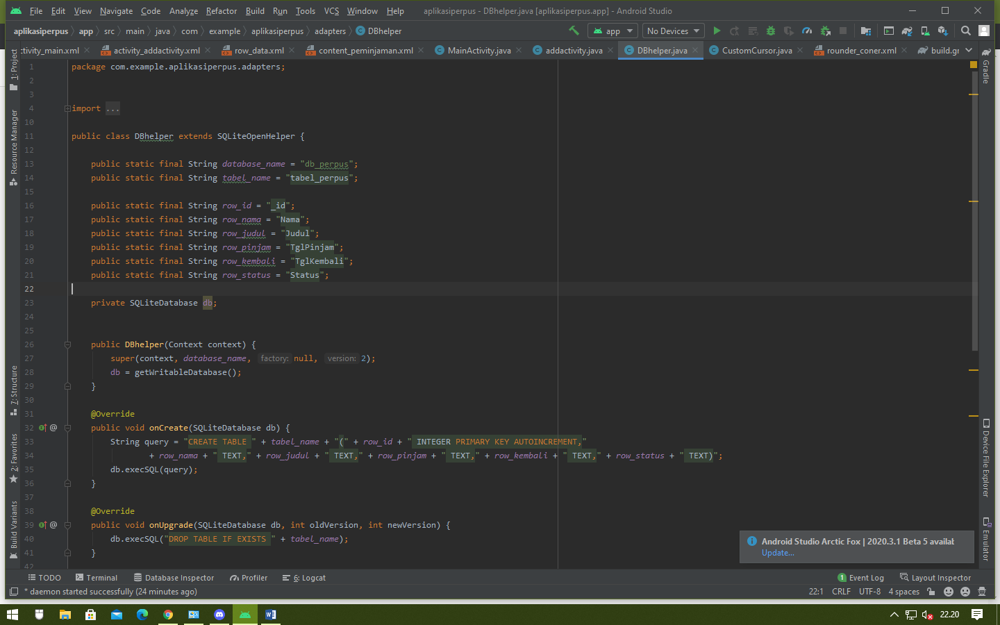 File Edit View Navigate Code Analyze Refactor Build Run Tools VCS Window Help aplikasiperpus - DBhelper.java [aplikasiperpus.app] - Android Studio
aplikasiperpus app src main java com example aplikasiperpus adapters DBhelper app No Devices
ctivity_main.xml activity_addactivity.xml row_data.xml content_peminjaman.xml MainActivity.java addactivity.java DBhelper.java CustomCursor.java rounder_coner.xml build.gr
1: Project
Resource Manager
7: Structure
2: Favorites
Build Variants
1 package com.example.aplikasiperpus.adapters;
2
3
4 import ...
10
11 public class DBhelper extends SQLiteOpenHelper {
12
13 public static final String database_name = "db_perpus";
14 public static final String tabel_name = "tabel_perpus";
15
16 public static final String row_id = "_id";
17 public static final String row_nama = "Nama";
18 public static final String row_judul = "Judul";
19 public static final String row_pinjam = "TglPinjam";
20 public static final String row_kembali = "TglKembali";
21 public static final String row_status = "Status";
22
23 private SQLiteDatabase db;
24
25
26 public DBhelper(Context context) {
27 super(context, database_name, factory: null, version: 2);
28 db = getWritableDatabase();
29 }
30
31 @Override
32 @ public void onCreate(SQLiteDatabase db) {
33 String query = "CREATE TABLE " + tabel_name + "(" + row_id + " INTEGER PRIMARY KEY AUTOINCREMENT,"
34 + row_nama + " TEXT," + row_judul + " TEXT," + row_pinjam + " TEXT," + row_kembali + " TEXT," + row_status + " TEXT)";
35 db.execSQL(query);
36 }
37
38 @Override
39 @ public void onUpgrade(SQLiteDatabase db, int oldVersion, int newVersion) {
40 db.execSQL("DROP TABLE IF EXISTS " + tabel_name);
41 }
42
Gradle
Device File Explorer
Emulator
Android Studio Arctic Fox | 2020.3.1 Beta 5 availab
Update...
TODO Terminal Database Inspector Profiler 6: Logcat 1 Event Log Layout Inspector
* daemon started successfully (24 minutes ago) 22:1 CRLF UTF-8 4 spaces
22.20